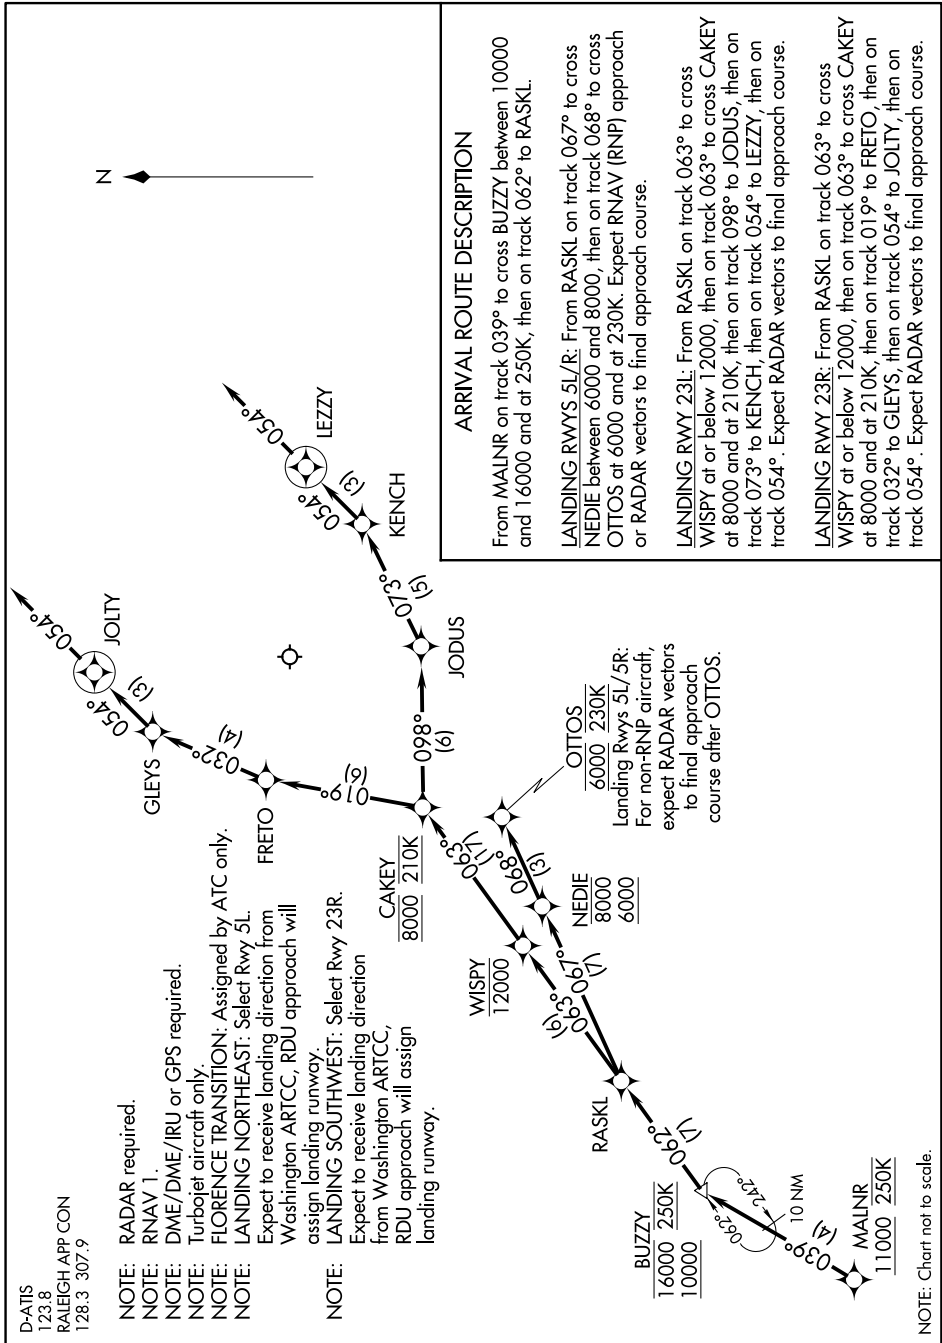 D-ATIS
123.8
RALEIGH APP CON
128.3 307.9
NOTE: RADAR required.
NOTE: RNAV 1.
NOTE: DME/DME/IRU or GPS required.
NOTE: Turbojet aircraft only.
NOTE: FLORENCE TRANSITION: Assigned by ATC only.
NOTE: LANDING NORTHEAST: Select Rwy 5L.
Expect to receive landing direction from
Washington ARTCC, RDU approach will
assign landing runway.
NOTE: LANDING SOUTHWEST: Select Rwy 23R.
Expect to receive landing direction
from Washington ARTCC,
RDU approach will assign
landing runway.
N
054°
JOLTY
054°
(3)
GLEYS
032°
(4)
FRETO
019°
(6)
054°
LEZZY
054°
(3)
KENCH
073°
(5)
JODUS
098°
(6)
CAKEY
8000 210K
063°
(17)
WISPY
12000
063°
(6)
OTTOS
6000 230K
Landing Rwys 5L/5R:
For non-RNP aircraft,
expect RADAR vectors
to final approach
course after OTTOS.
068°
(3)
NEDIE
8000
6000
067°
(7)
RASKL
062°
(7)
BUZZY
16000 250K
10000
062°
242°
10 NM
039°
(4)
MALNR
11000 250K
NOTE: Chart not to scale.
ARRIVAL ROUTE DESCRIPTION
From MALNR on track 039° to cross BUZZY between 10000
and 16000 and at 250K, then on track 062° to RASKL.
LANDING RWYS 5L/R: From RASKL on track 067° to cross
NEDIE between 6000 and 8000, then on track 068° to cross
OTTOS at 6000 and at 230K. Expect RNAV (RNP) approach
or RADAR vectors to final approach course.
LANDING RWY 23L: From RASKL on track 063° to cross
WISPY at or below 12000, then on track 063° to cross CAKEY
at 8000 and at 210K, then on track 098° to JODUS, then on
track 073° to KENCH, then on track 054° to LEZZY, then on
track 054°. Expect RADAR vectors to final approach course.
LANDING RWY 23R: From RASKL on track 063° to cross
WISPY at or below 12000, then on track 063° to cross CAKEY
at 8000 and at 210K, then on track 019° to FRETO, then on
track 032° to GLEYS, then on track 054° to JOLTY, then on
track 054°. Expect RADAR vectors to final approach course.